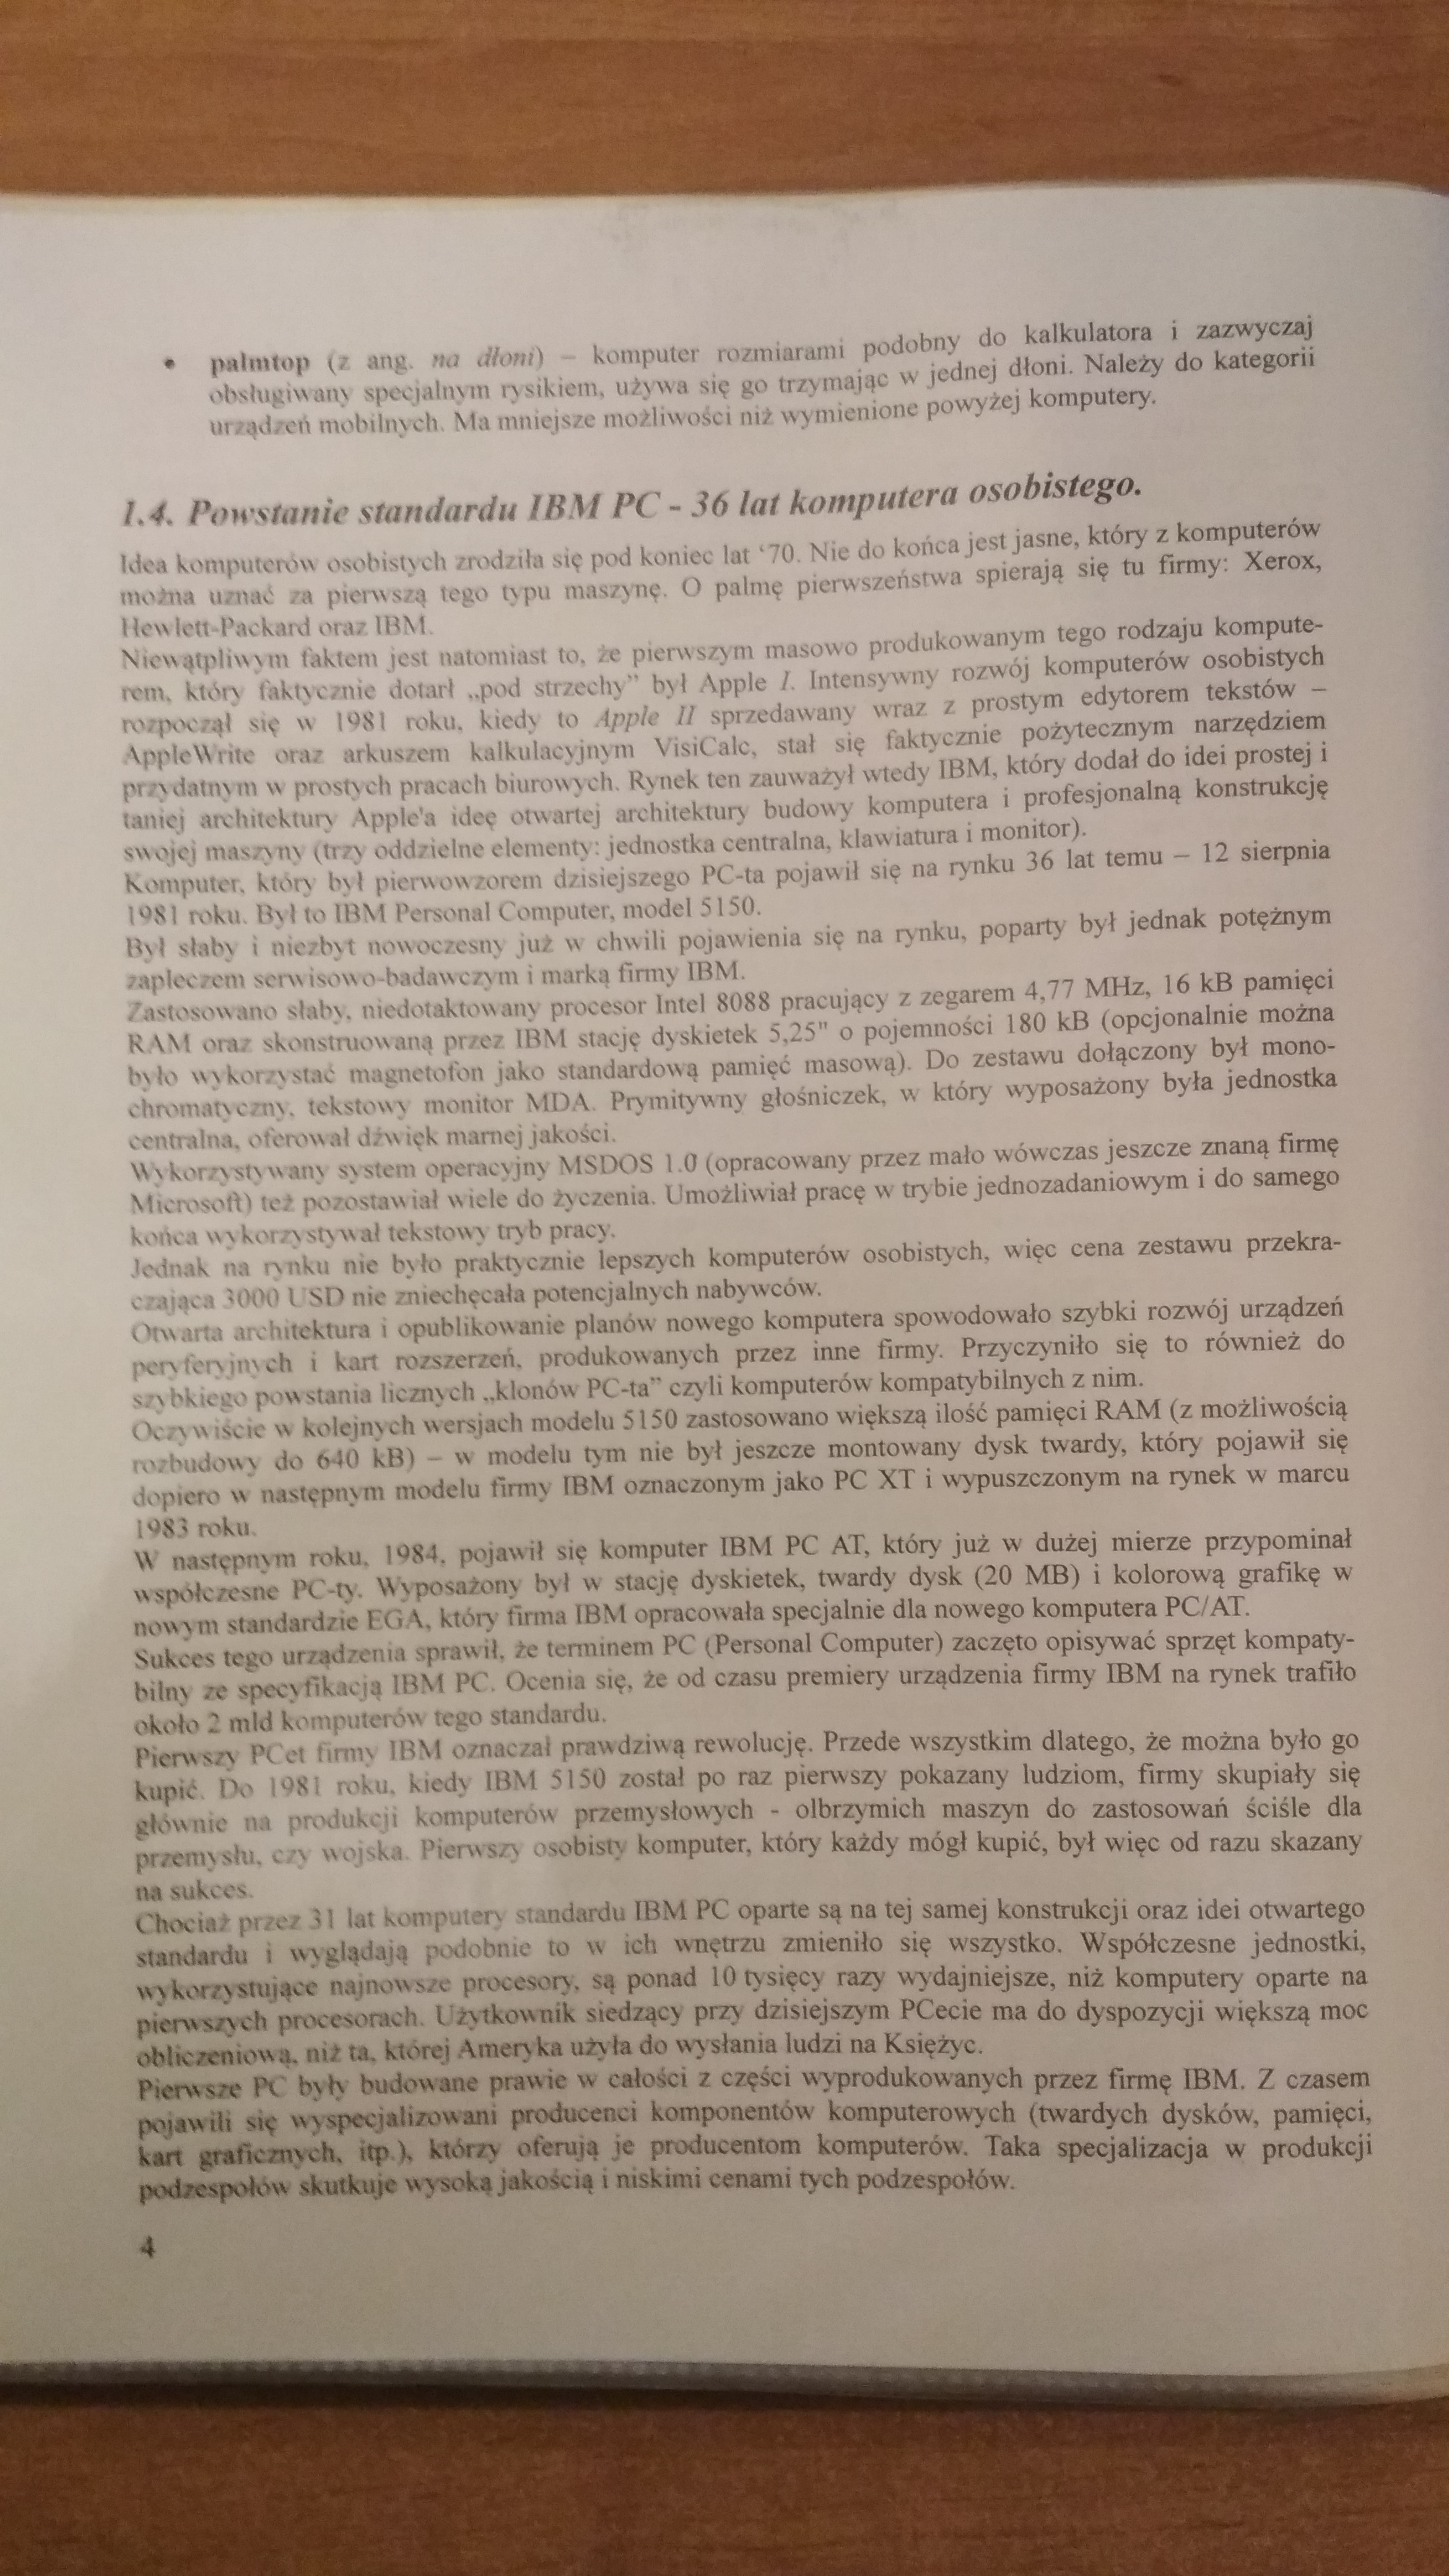 • palmtop (z ang. na dłoni) – komputer rozmiarami podobny do kalkulatora i zazwyczaj
obsługiwany specjalnym rysikiem, używa się go trzymając w jednej dłoni. Należy do kategorii
urządzeń mobilnych. Ma mniejsze możliwości niż wymienione powyżej komputery.
1.4. Powstanie standardu IBM PC - 36 lat komputera osobistego.
Idea komputerów osobistych zrodziła się pod koniec lat ‘70. Nie do końca jest jasne, który z komputerów
można uznać za pierwszą tego typu maszynę. O palmę pierwszeństwa spierają się tu firmy: Xerox,
Hewlett-Packard oraz IBM.
Niewątpliwym faktem jest natomiast to, że pierwszym masowo produkowanym tego rodzaju kompute-
rem, który faktycznie dotarł „pod strzechy” był Apple I. Intensywny rozwój komputerów osobistych
rozpoczął się w 1981 roku, kiedy to Apple II sprzedawany wraz z prostym edytorem tekstów –
AppleWrite oraz arkuszem kalkulacyjnym VisiCalc, stał się faktycznie pożytecznym narzędziem
przydatnym w prostych pracach biurowych. Rynek ten zauważył wtedy IBM, który dodał do idei prostej i
taniej architektury Apple'a ideę otwartej architektury budowy komputera i profesjonalną konstrukcję
swojej maszyny (trzy oddzielne elementy: jednostka centralna, klawiatura i monitor).
Komputer, który był pierwowzorem dzisiejszego PC-ta pojawił się na rynku 36 lat temu – 12 sierpnia
1981 roku. Był to IBM Personal Computer, model 5150.
Był słaby i niezbyt nowoczesny już w chwili pojawienia się na rynku, poparty był jednak potężnym
zapleczem serwisowo-badawczym i marką firmy IBM.
Zastosowano słaby, niedotaktowany procesor Intel 8088 pracujący z zegarem 4,77 MHz, 16 kB pamięci
RAM oraz skonstruowaną przez IBM stację dyskietek 5,25" o pojemności 180 kB (opcjonalnie można
było wykorzystać magnetofon jako standardową pamięć masową). Do zestawu dołączony był mono-
chromatyczny, tekstowy monitor MDA. Prymitywny głośniczek, w który wyposażony była jednostka
centralna, oferował dźwięk marnej jakości.
Wykorzystywany system operacyjny MSDOS 1.0 (opracowany przez mało wówczas jeszcze znaną firmę
Microsoft) też pozostawiał wiele do życzenia. Umożliwiał pracę w trybie jednozadaniowym i do samego
końca wykorzystywał tekstowy tryb pracy.
Jednak na rynku nie było praktycznie lepszych komputerów osobistych, więc cena zestawu przekra-
czająca 3000 USD nie zniechęcała potencjalnych nabywców.
Otwarta architektura i opublikowanie planów nowego komputera spowodowało szybki rozwój urządzeń
peryferyjnych i kart rozszerzeń, produkowanych przez inne firmy. Przyczyniło się to również do
szybkiego powstania licznych „klonów PC-ta” czyli komputerów kompatybilnych z nim.
Oczywiście w kolejnych wersjach modelu 5150 zastosowano większą ilość pamięci RAM (z możliwością
rozbudowy do 640 kB) – w modelu tym nie był jeszcze montowany dysk twardy, który pojawił się
dopiero w następnym modelu firmy IBM oznaczonym jako PC XT i wypuszczonym na rynek w marcu
1983 roku.
W następnym roku, 1984, pojawił się komputer IBM PC AT, który już w dużej mierze przypominał
współczesne PC-ty. Wyposażony był w stację dyskietek, twardy dysk (20 MB) i kolorową grafikę w
nowym standardzie EGA, który firma IBM opracowała specjalnie dla nowego komputera PC/AT.
Sukces tego urządzenia sprawił, że terminem PC (Personal Computer) zaczęto opisywać sprzęt kompaty-
bilny ze specyfikacją IBM PC. Ocenia się, że od czasu premiery urządzenia firmy IBM na rynek trafiło
około 2 mld komputerów tego standardu.
Pierwszy PCet firmy IBM oznaczał prawdziwą rewolucję. Przede wszystkim dlatego, że można było go
kupić. Do 1981 roku, kiedy IBM 5150 został po raz pierwszy pokazany ludziom, firmy skupiały się
głównie na produkcji komputerów przemysłowych - olbrzymich maszyn do zastosowań ściśle dla
przemysłu, czy wojska. Pierwszy osobisty komputer, który każdy mógł kupić, był więc od razu skazany
na sukces.
Chociaż przez 31 lat komputery standardu IBM PC oparte są na tej samej konstrukcji oraz idei otwartego
standardu i wyglądają podobnie to w ich wnętrzu zmieniło się wszystko. Współczesne jednostki,
wykorzystujące najnowsze procesory, są ponad 10 tysięcy razy wydajniejsze, niż komputery oparte na
pierwszych procesorach. Użytkownik siedzący przy dzisiejszym PCecie ma do dyspozycji większą moc
obliczeniową, niż ta, której Ameryka użyła do wysłania ludzi na Księżyc.
Pierwsze PC były budowane prawie w całości z części wyprodukowanych przez firmę IBM. Z czasem
pojawili się wyspecjalizowani producenci komponentów komputerowych (twardych dysków, pamięci,
kart graficznych, itp.), którzy oferują je producentom komputerów. Taka specjalizacja w produkcji
podzespołów skutkuje wysoką jakością i niskimi cenami tych podzespołów.
4